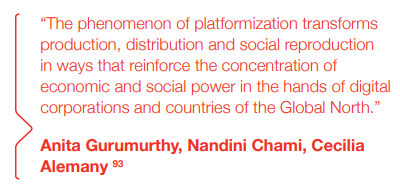 “The phenomenon of platformization transforms
production, distribution and social reproduction
in ways that reinforce the concentration of
economic and social power in the hands of digital
corporations and countries of the Global North.”
Anita Gurumurthy, Nandini Chami, Cecilia
Alemany 93